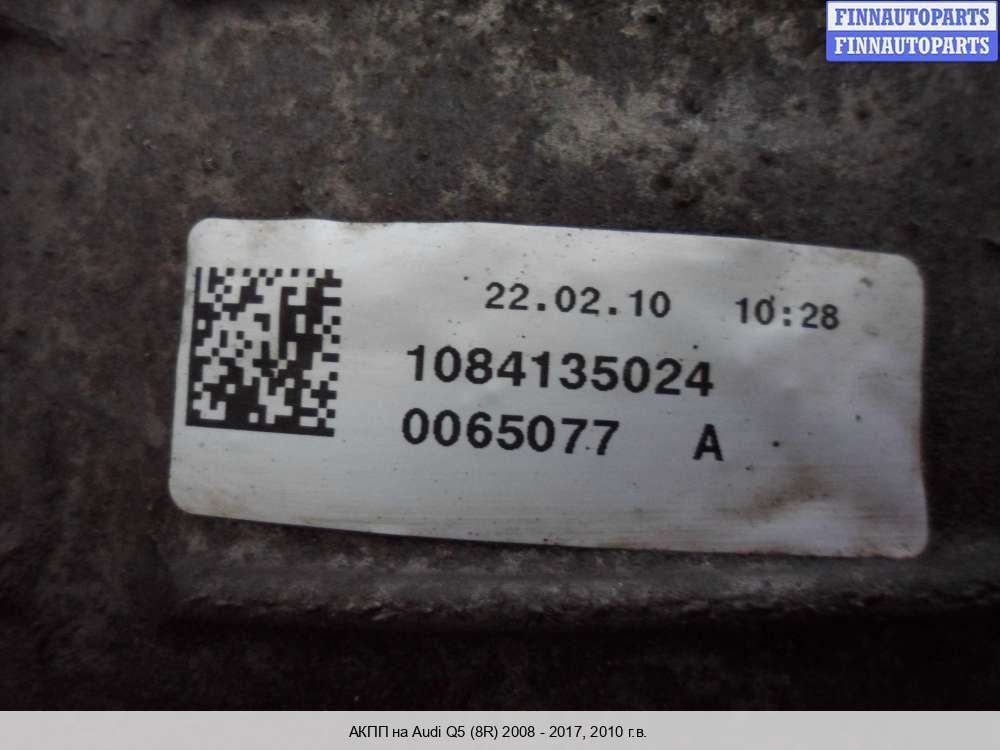 FINNAUTOPARTS
FINNAUTOPARTS
22.02.10 10:28
1084135024
0065077 A
АКПП на Audi Q5 (8R) 2008 - 2017, 2010 г.в.